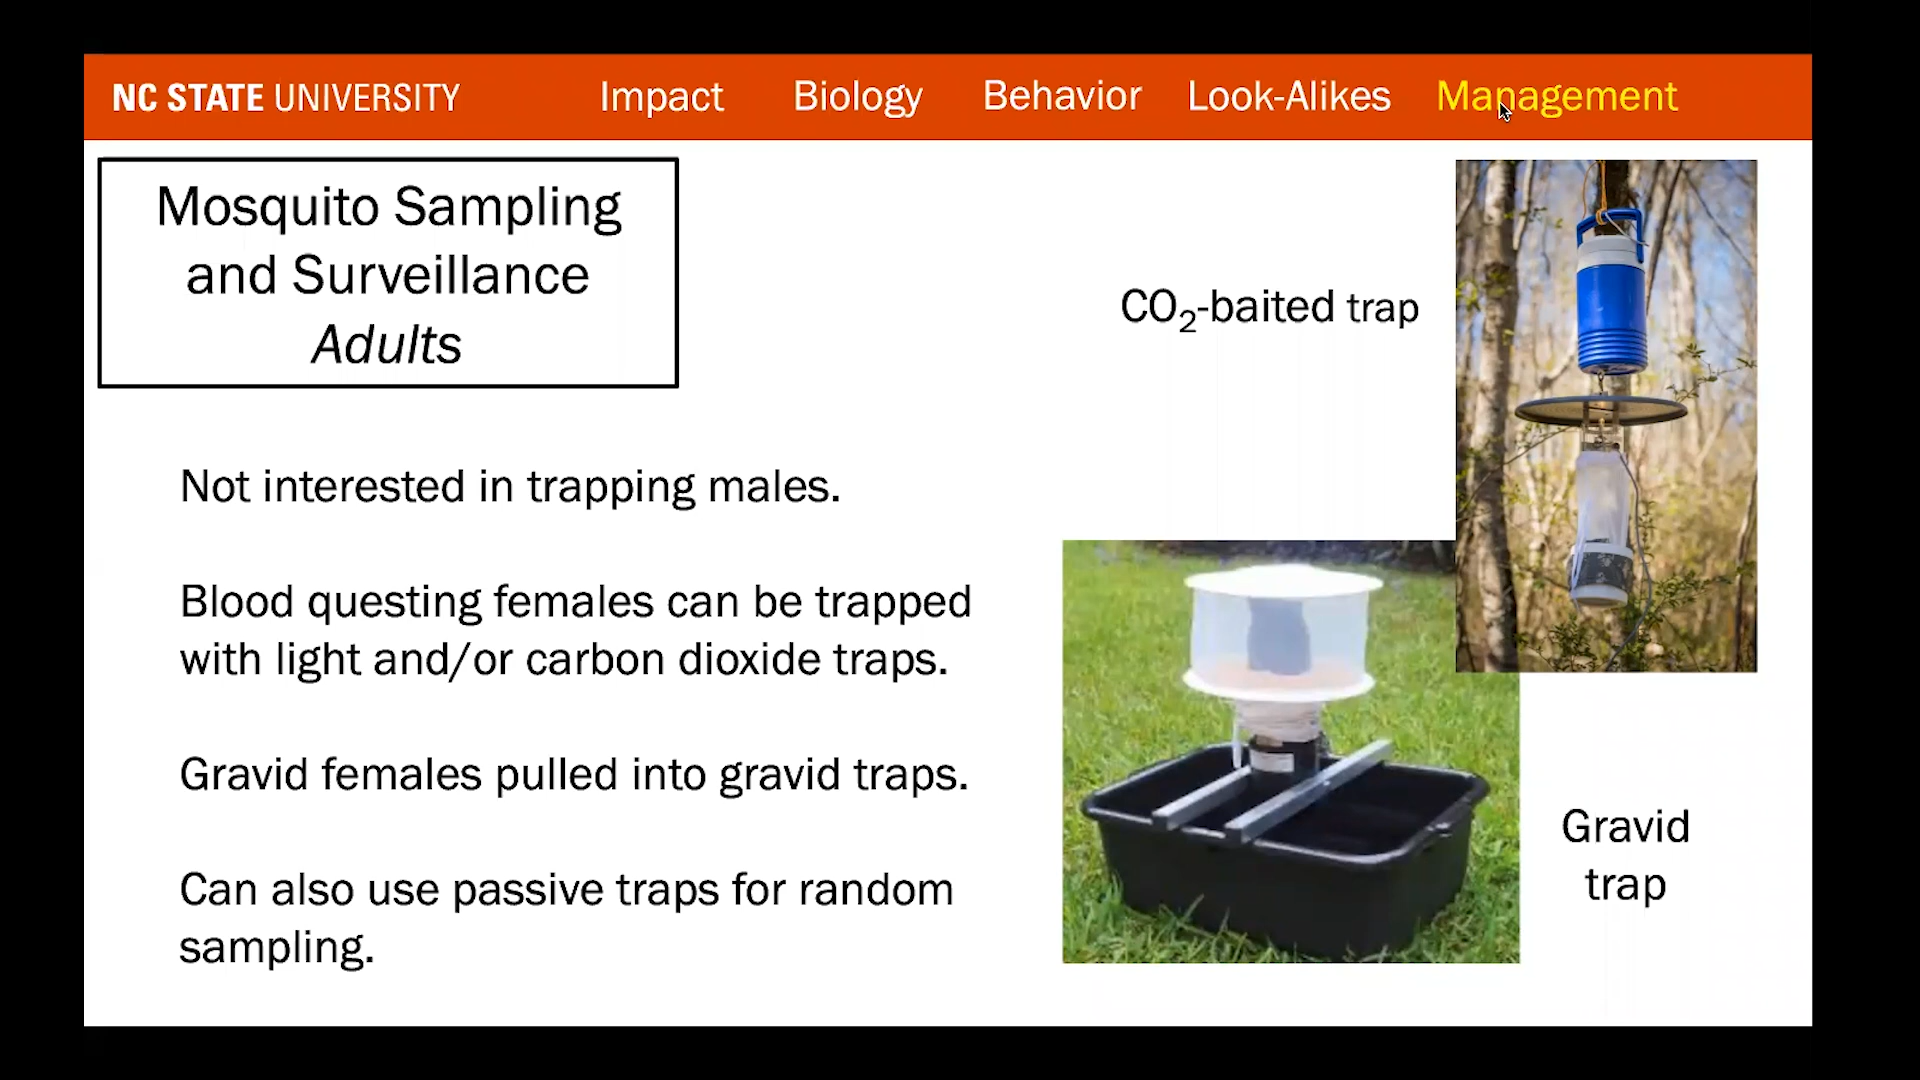 NC STATE UNIVERSITY
Impact
Biology
Behavior
Look-Alikes
Management
Mosquito Sampling
and Surveillance
Adults
CO₂-baited trap
Not interested in trapping males.
Blood questing females can be trapped
with light and/or carbon dioxide traps.
Gravid females pulled into gravid traps.
Can also use passive traps for random
sampling.
Gravid
trap